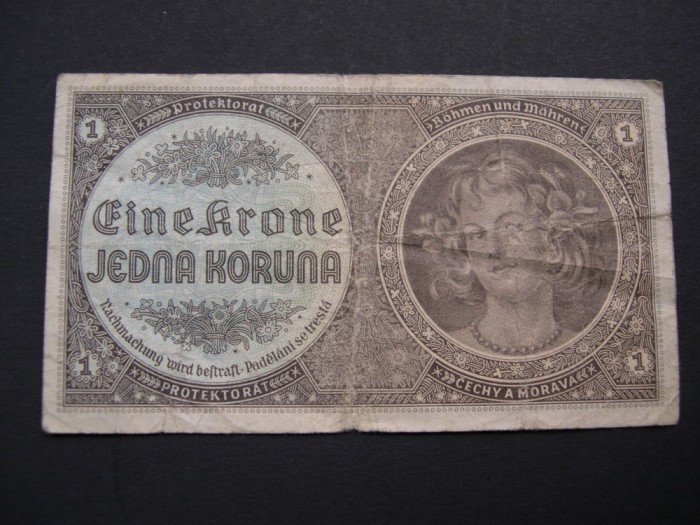 Protektorat
Böhmen und Mähren
1
1
Eine Krone
JEDNA KORUNA
Nachmachung wird bestraft · Padělání se trestá
1
1
PROTEKTORÁT
ČECHY A MORAVA